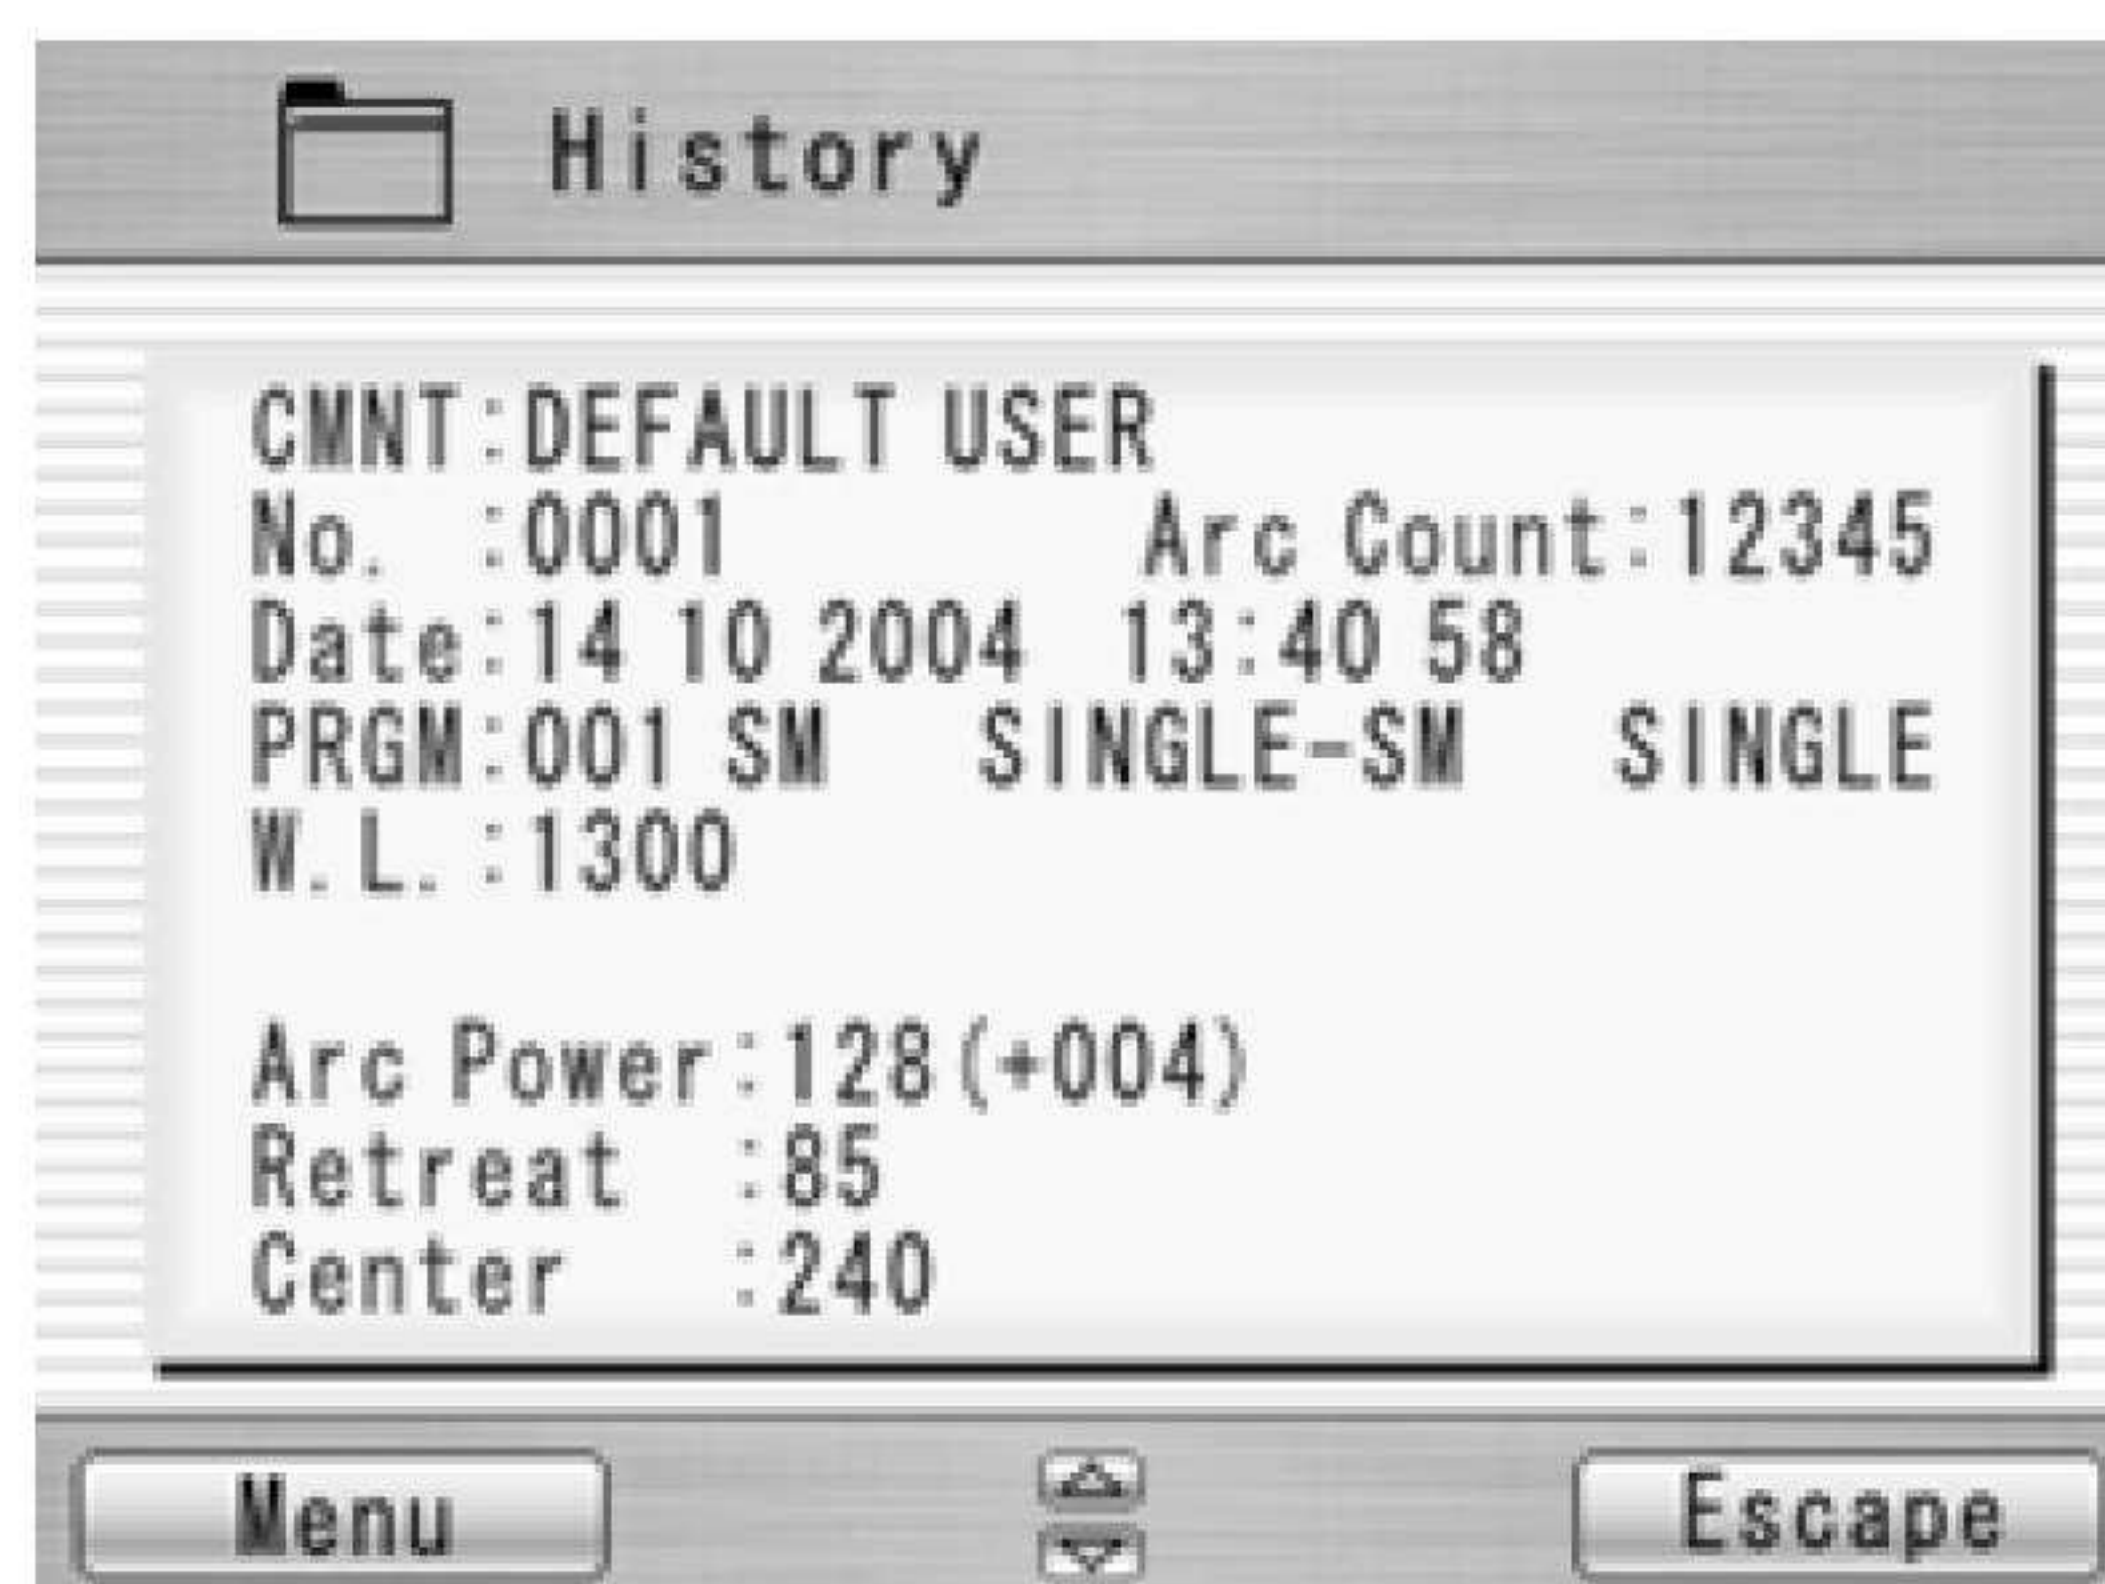 History
CMNT:DEFAULT USER
No. :0001 Arc Count:12345
Date:14 10 2004 13:40 58
PRGM:001 SM SINGLE-SM SINGLE
W.L.:1300
Arc Power:128(+004)
Retreat :85
Center :240
Menu Escape